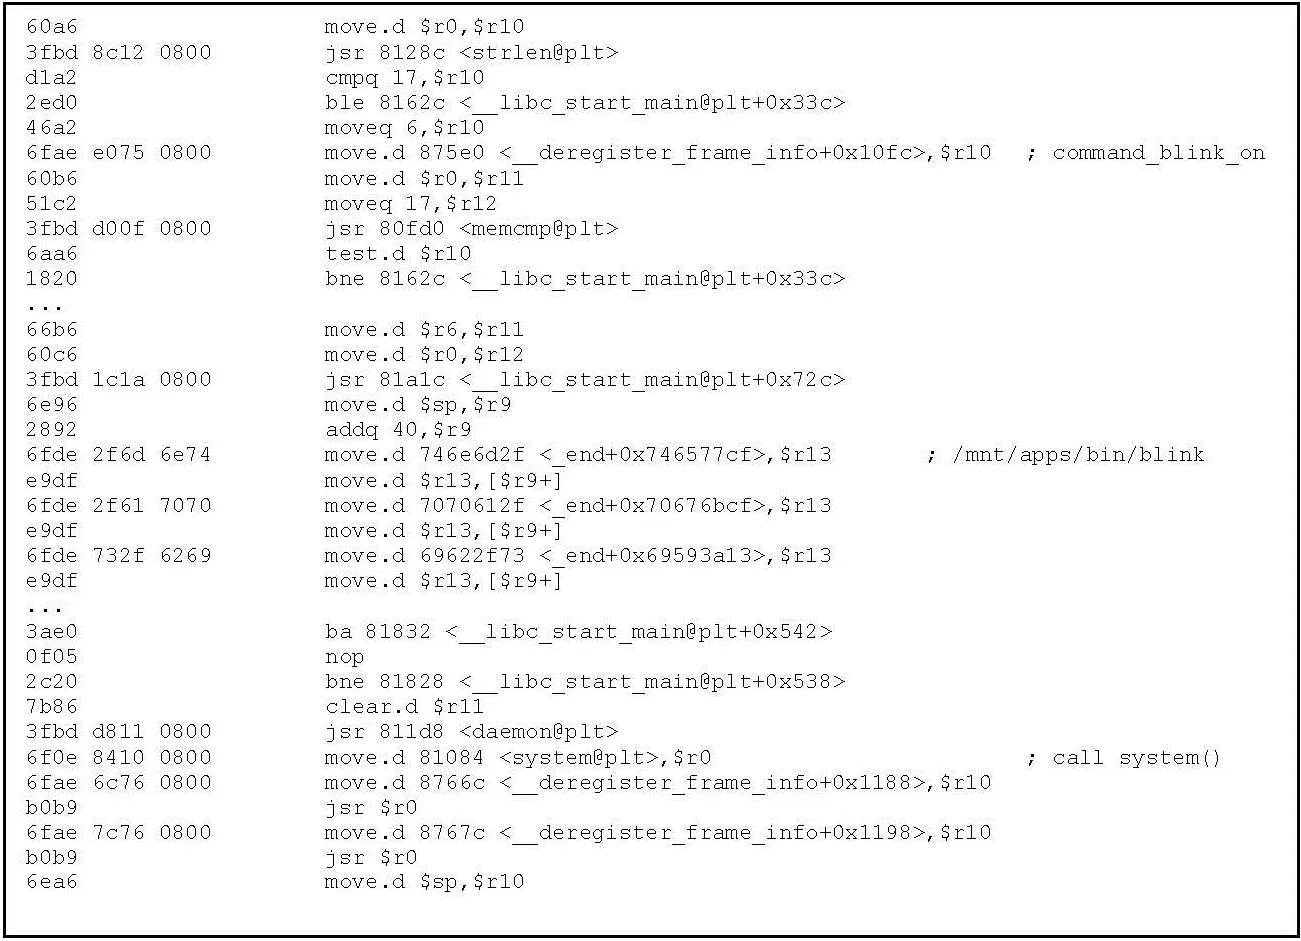 60a6 move.d $r0,$r10
3fbd 8c12 0800 jsr 8128c <strlen@plt>
d1a2 cmpq 17,$r10
2ed0 ble 8162c <__libc_start_main@plt+0x33c>
46a2 moveq 6,$r10
6fae e075 0800 move.d 875e0 <__deregister_frame_info+0x10fc>,$r10 ; command_blink_on
60b6 move.d $r0,$r11
51c2 moveq 17,$r12
3fbd d00f 0800 jsr 80fd0 <memcmp@plt>
6aa6 test.d $r10
1820 bne 8162c <__libc_start_main@plt+0x33c>
...
66b6 move.d $r6,$r11
60c6 move.d $r0,$r12
3fbd 1c1a 0800 jsr 81a1c <__libc_start_main@plt+0x72c>
6e96 move.d $sp,$r9
2892 addq 40,$r9
6fde 2f6d 6e74 move.d 746e6d2f <_end+0x746577cf>,$r13 ; /mnt/apps/bin/blink
e9df move.d $r13,[$r9+]
6fde 2f61 7070 move.d 7070612f <_end+0x70676bcf>,$r13
e9df move.d $r13,[$r9+]
6fde 732f 6269 move.d 69622f73 <_end+0x69593a13>,$r13
e9df move.d $r13,[$r9+]
...
3ae0 ba 81832 <__libc_start_main@plt+0x542>
0f05 nop
2c20 bne 81828 <__libc_start_main@plt+0x538>
7b86 clear.d $r11
3fbd d811 0800 jsr 811d8 <daemon@plt>
6f0e 8410 0800 move.d 81084 <system@plt>,$r0 ; call system()
6fae 6c76 0800 move.d 8766c <__deregister_frame_info+0x1188>,$r10
b0b9 jsr $r0
6fae 7c76 0800 move.d 8767c <__deregister_frame_info+0x1198>,$r10
b0b9 jsr $r0
6ea6 move.d $sp,$r10